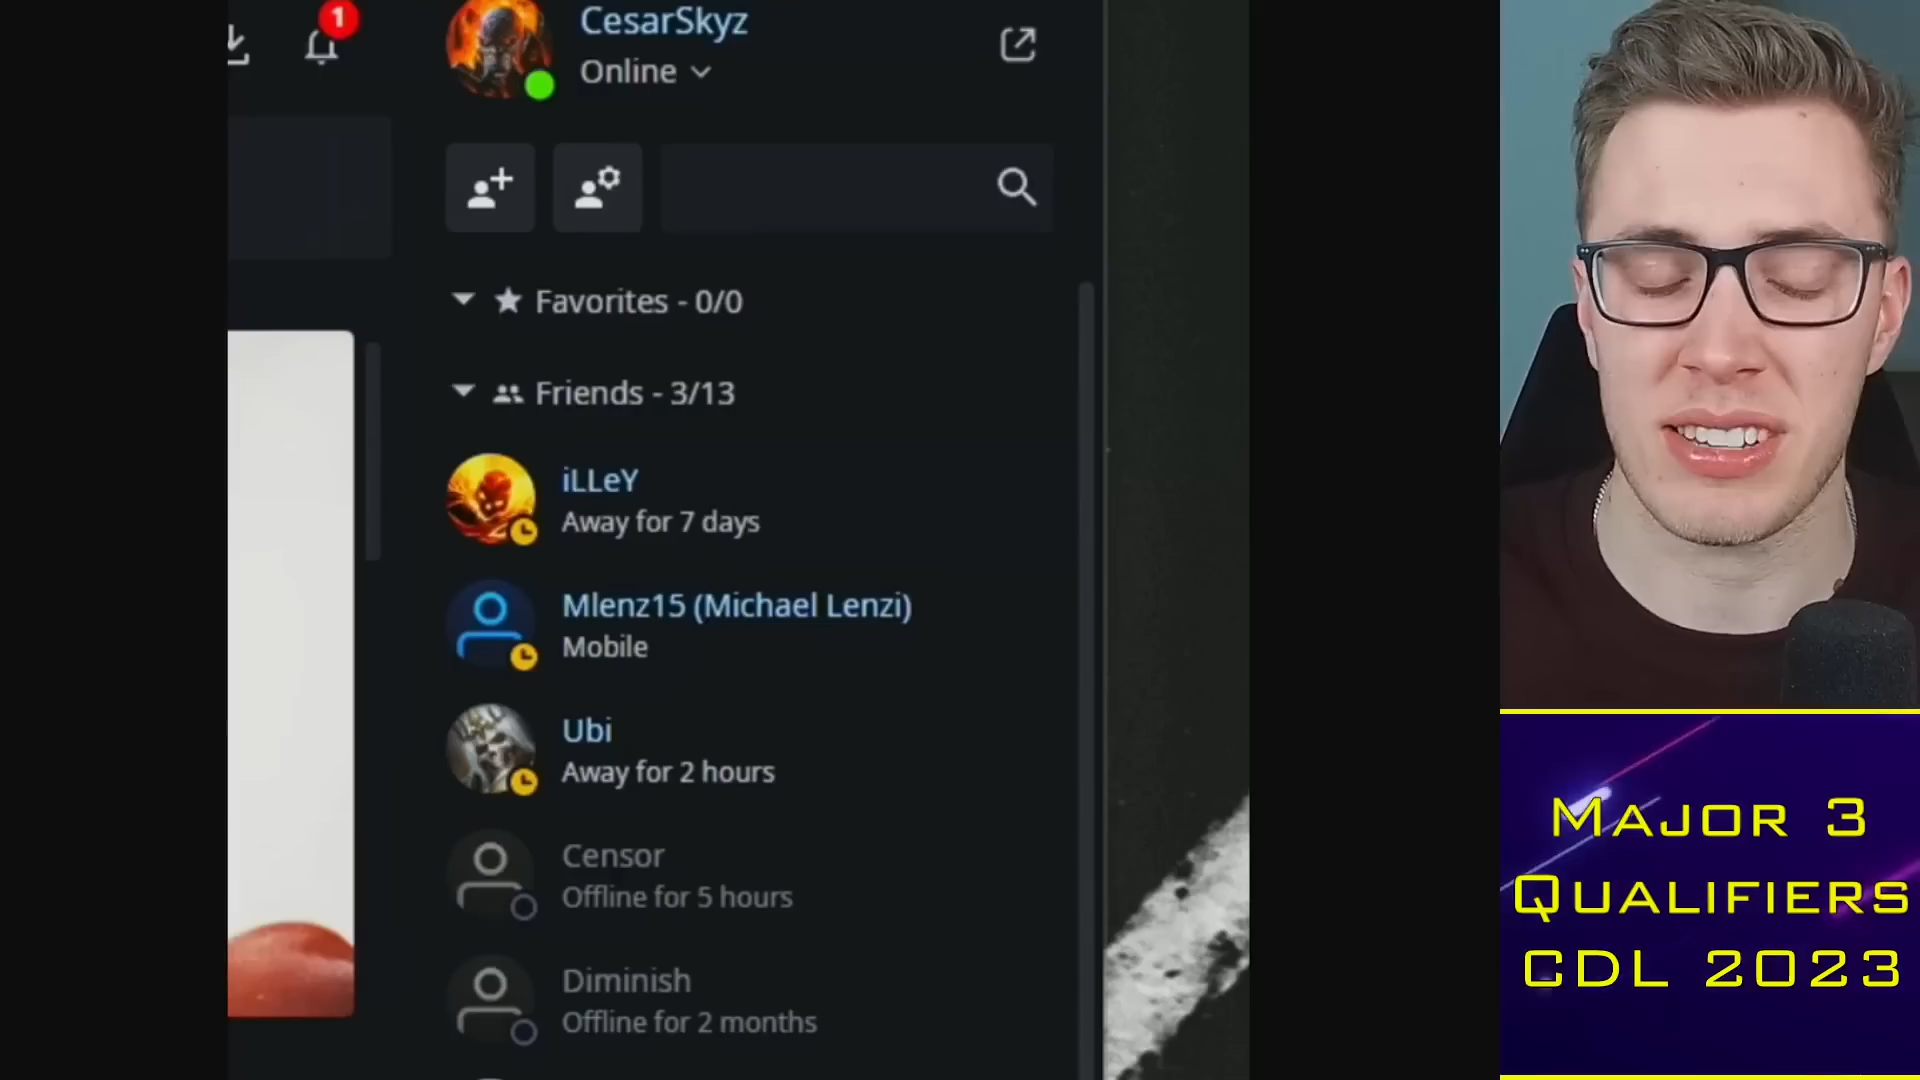 1
CesarSkyz
Online
Favorites - 0/0
Friends - 3/13
iLLeY
Away for 7 days
Mlenz15 (Michael Lenzi)
Mobile
Ubi
Away for 2 hours
Censor
Offline for 5 hours
Diminish
Offline for 2 months
MAJOR 3
QUALIFIERS
CDL 2023